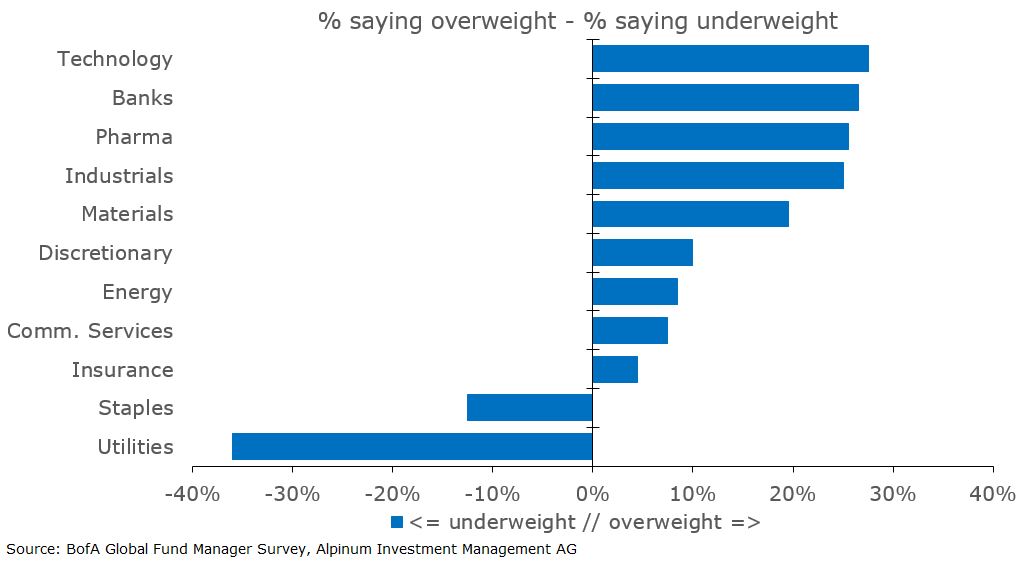 % saying overweight - % saying underweight
Technology
Banks
Pharma
Industrials
Materials
Discretionary
Energy
Comm. Services
Insurance
Staples
Utilities
-40% -30% -20% -10% 0% 10% 20% 30% 40%
<= underweight // overweight =>
Source: BofA Global Fund Manager Survey, Alpinum Investment Management AG